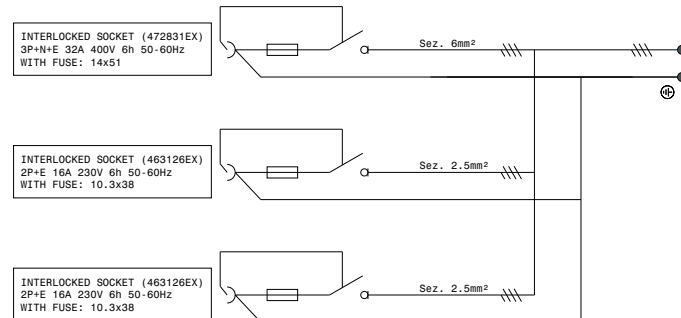 INTERLOCKED SOCKET (472831EX)
3P+N+E 32A 400V 6h 50-60Hz
WITH FUSE: 14x51
Sez. 6mm²
INTERLOCKED SOCKET (463126EX)
2P+E 16A 230V 6h 50-60Hz
WITH FUSE: 10.3x38
Sez. 2.5mm²
INTERLOCKED SOCKET (463126EX)
2P+E 16A 230V 6h 50-60Hz
WITH FUSE: 10.3x38
Sez. 2.5mm²